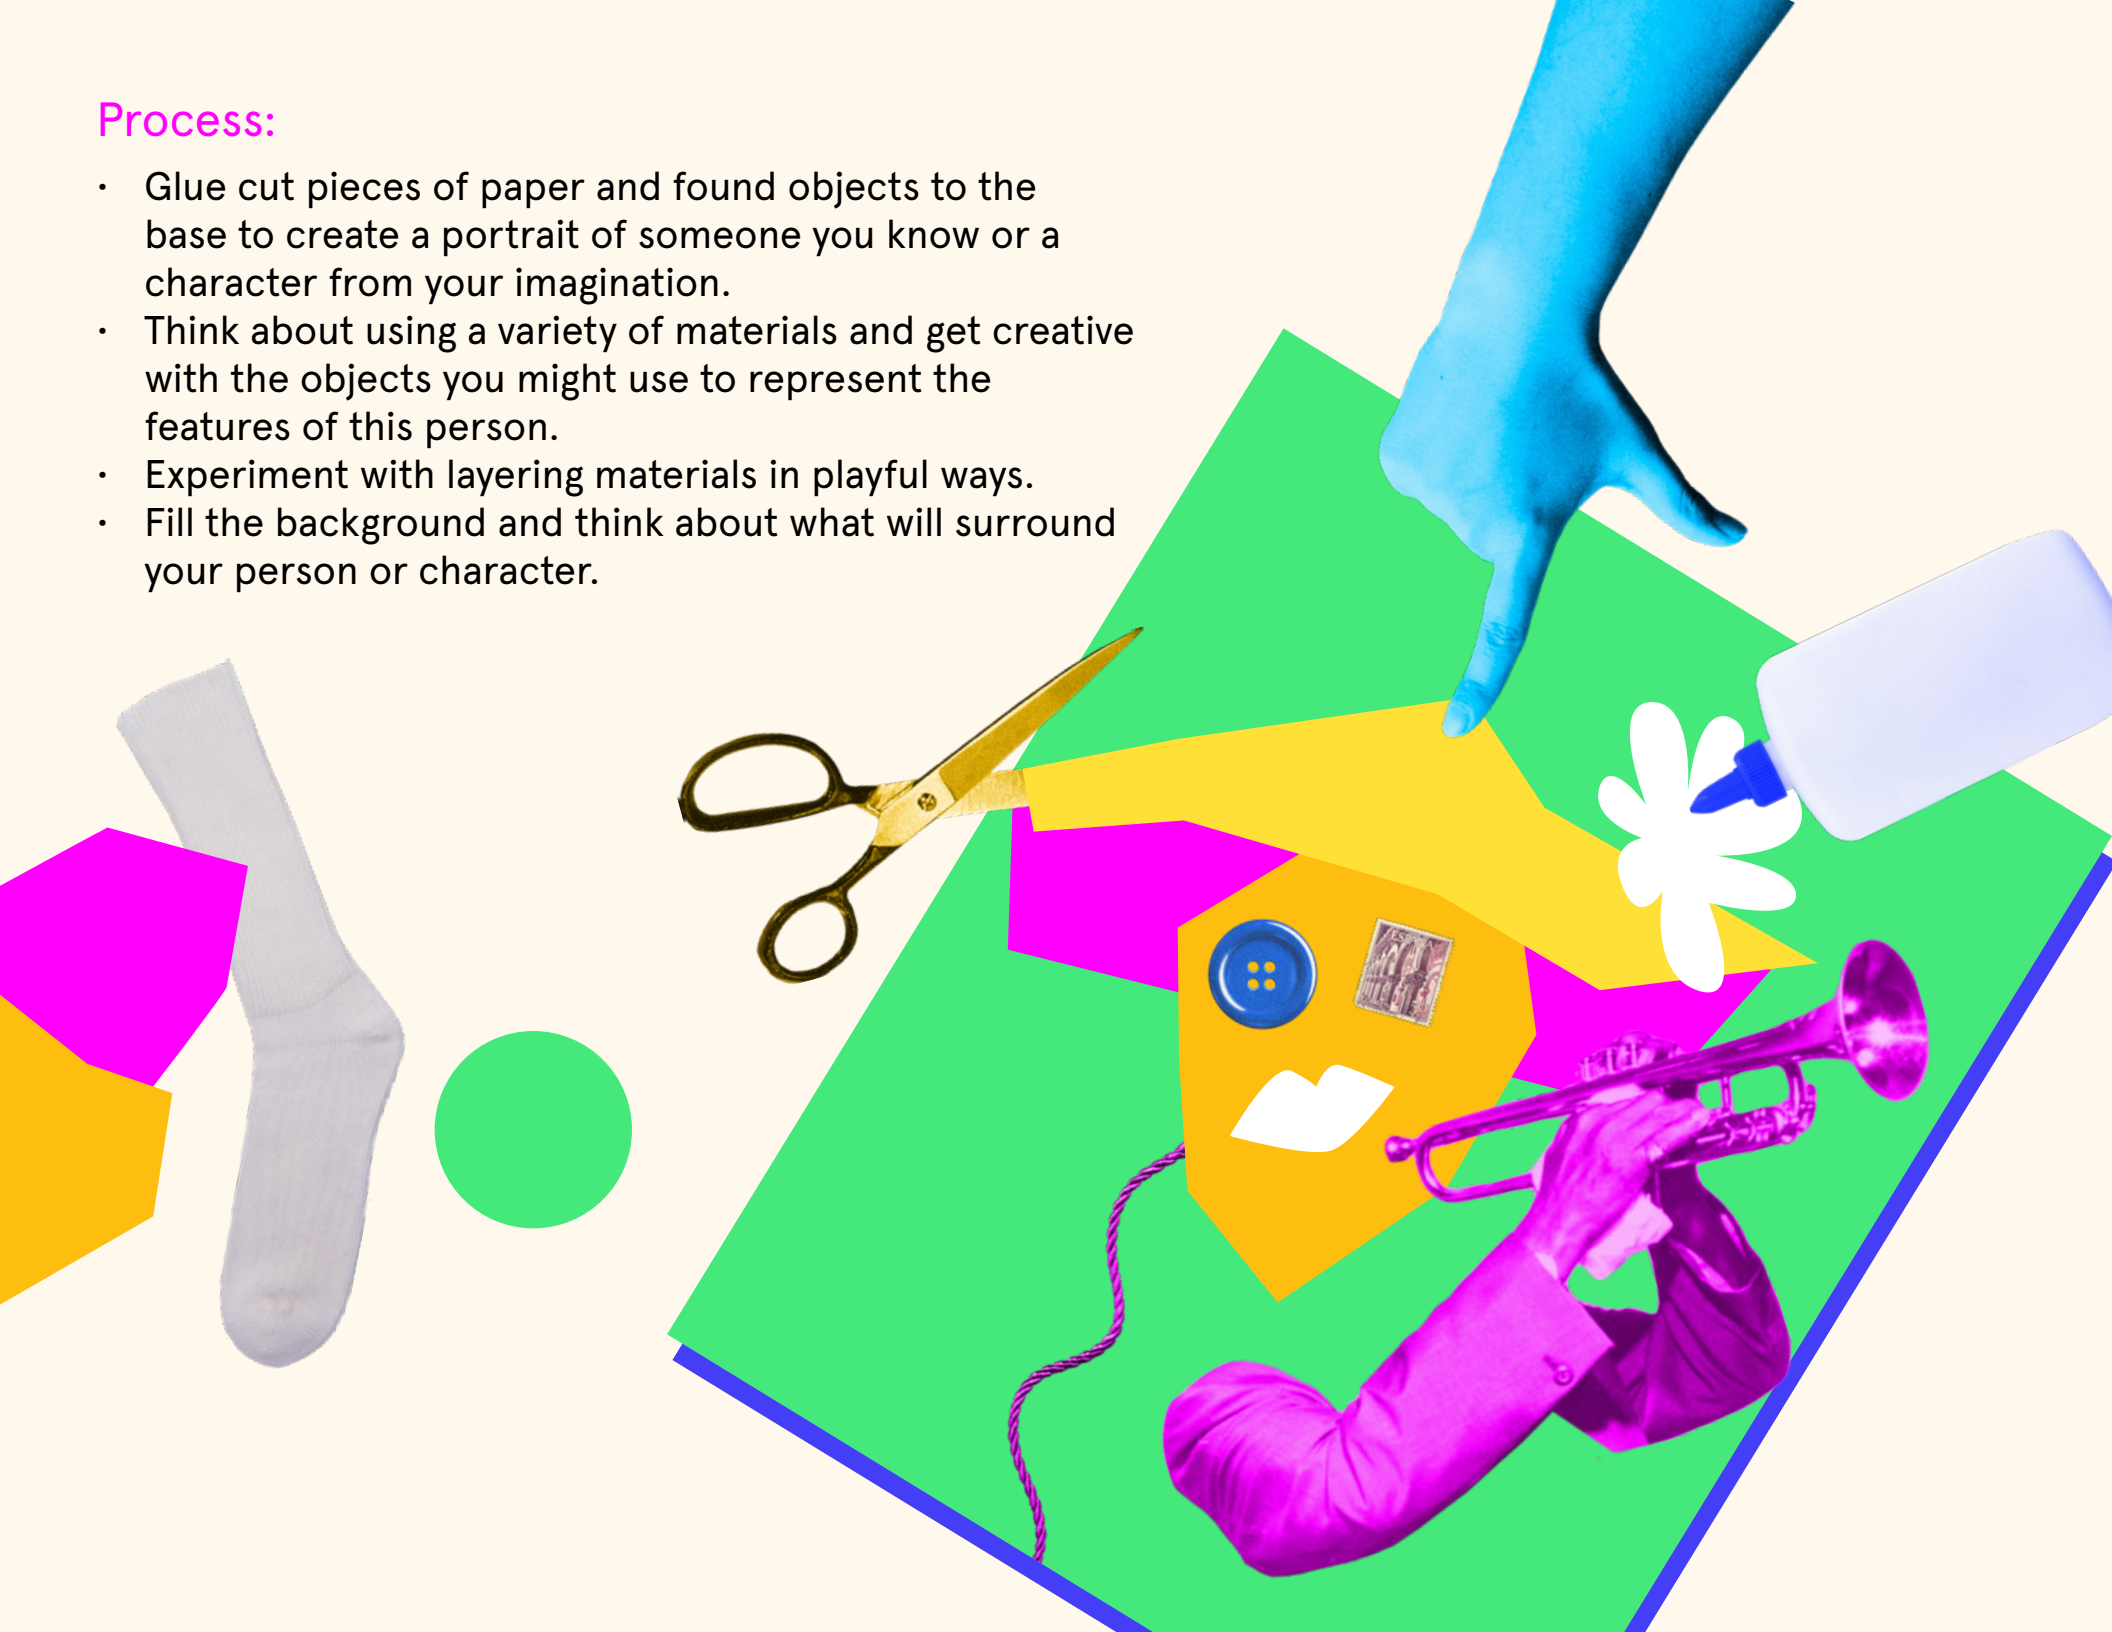 Process:
· Glue cut pieces of paper and found objects to the
base to create a portrait of someone you know or a
character from your imagination.
· Think about using a variety of materials and get creative
with the objects you might use to represent the
features of this person.
· Experiment with layering materials in playful ways.
· Fill the background and think about what will surround
your person or character.
ESPAÑA